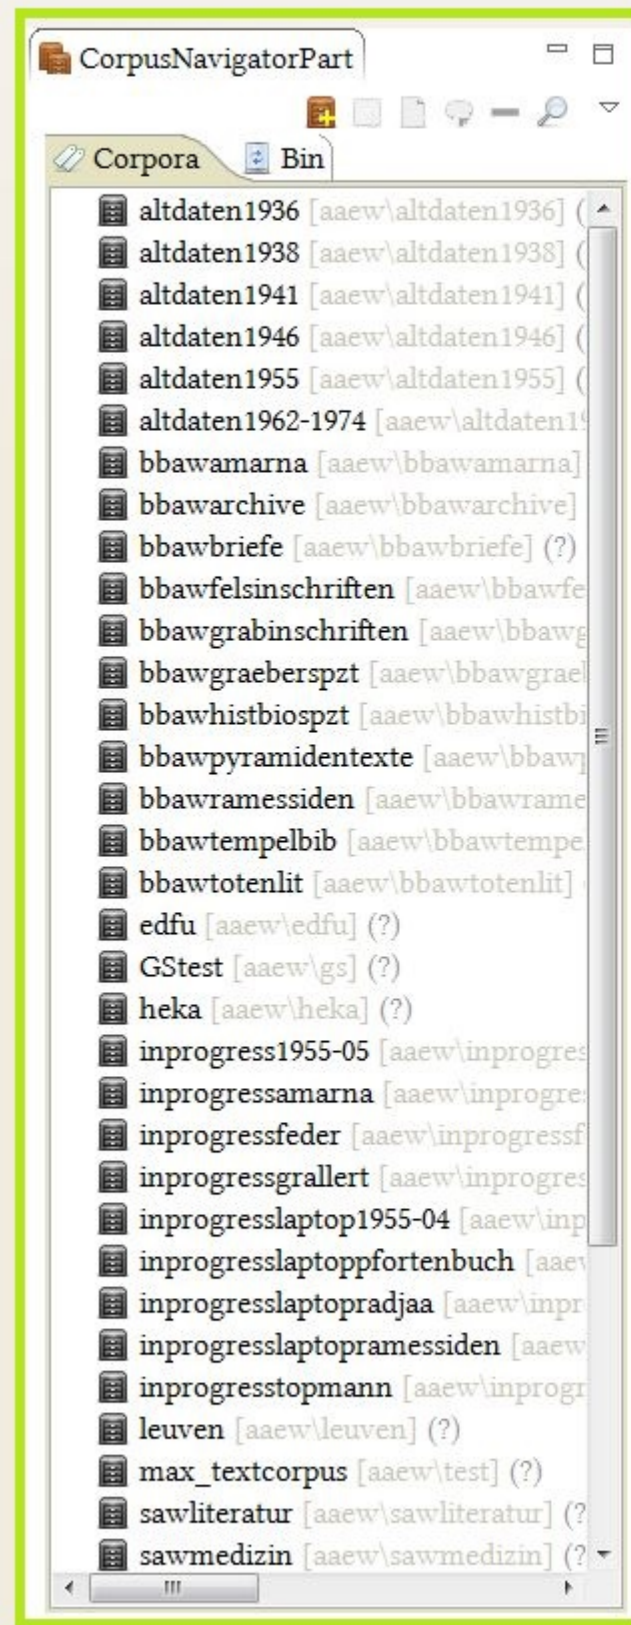 CorpusNavigatorPart
Corpora Bin
altdaten1936 [aaew\altdaten1936] (
altdaten1938 [aaew\altdaten1938] (
altdaten1941 [aaew\altdaten1941] (
altdaten1946 [aaew\altdaten1946] (
altdaten1955 [aaew\altdaten1955] (
altdaten1962-1974 [aaew\altdaten19
bbawamarna [aaew\bbawamarna]
bbawarchive [aaew\bbawarchive]
bbawbriefe [aaew\bbawbriefe] (?)
bbawfelsinschriften [aaew\bbawfe
bbawgrabinschriften [aaew\bbawg
bbawgraeberspzt [aaew\bbawgrael
bbawhistbiospzt [aaew\bbawhistbi
bbawpyramidentexte [aaew\bbawp
bbawramessiden [aaew\bbawrame
bbawtempelbib [aaew\bbawtempe
bbawtotenlit [aaew\bbawtotenlit] (
edfu [aaew\edfu] (?)
GStest [aaew\gs] (?)
heka [aaew\heka] (?)
inprogress1955-05 [aaew\inprogres
inprogressamarna [aaew\inprogres
inprogressfeder [aaew\inprogressf
inprogressgrallert [aaew\inprogres
inprogresslaptop1955-04 [aaew\inp
inprogresslaptoppfortenbuch [aaew
inprogresslaptopradjaa [aaew\inpr
inprogresslaptopramessiden [aaew
inprogresstopmann [aaew\inprogr
leuven [aaew\leuven] (?)
max_textcorpus [aaew\test] (?)
sawliteratur [aaew\sawliteratur] (?
sawmedizin [aaew\sawmedizin] (?